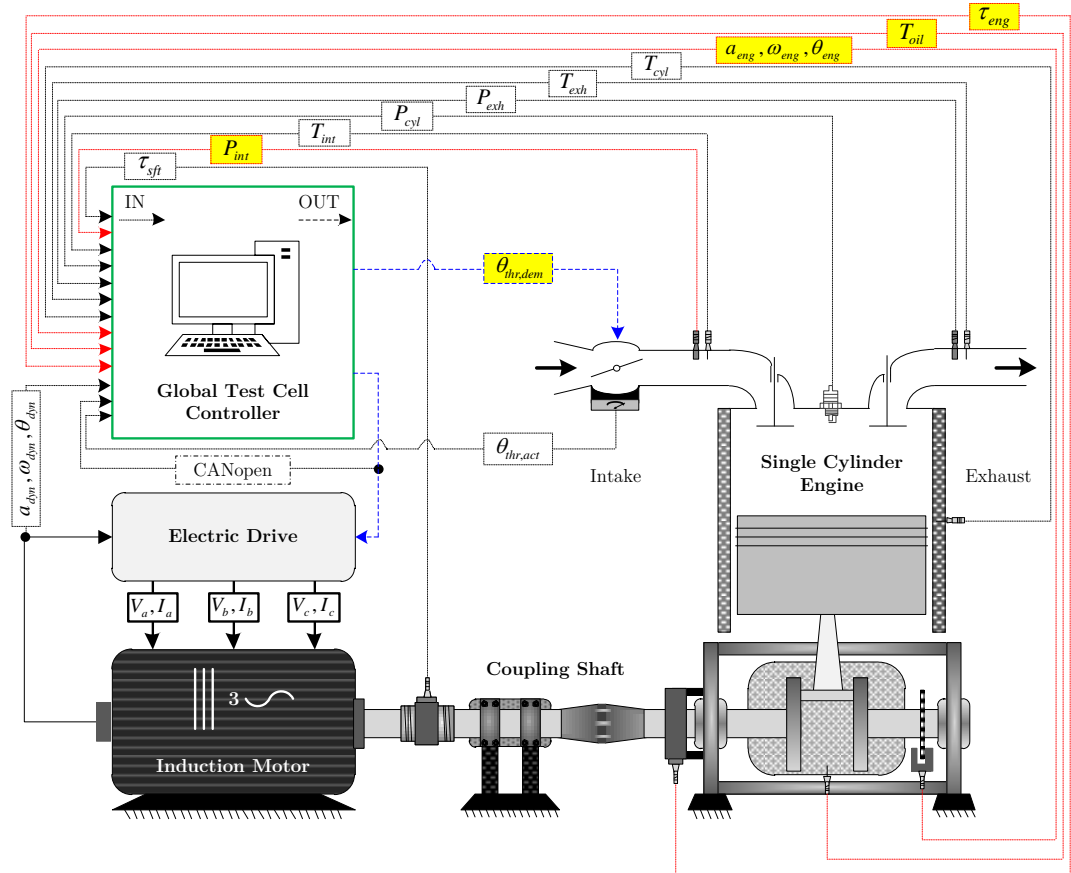 τ_eng
T_oil
a_eng, ω_eng, θ_eng
T_cyl
T_exh
P_exh
P_cyl
T_int
P_int
τ_sft
IN
OUT
θ_thr,dem
Global Test Cell
Controller
a_dyn, ω_dyn, θ_dyn
θ_thr,act
CANopen
Intake
Single Cylinder
Engine
Exhaust
Electric Drive
V_a, I_a
V_b, I_b
V_c, I_c
Coupling Shaft
3
Induction Motor